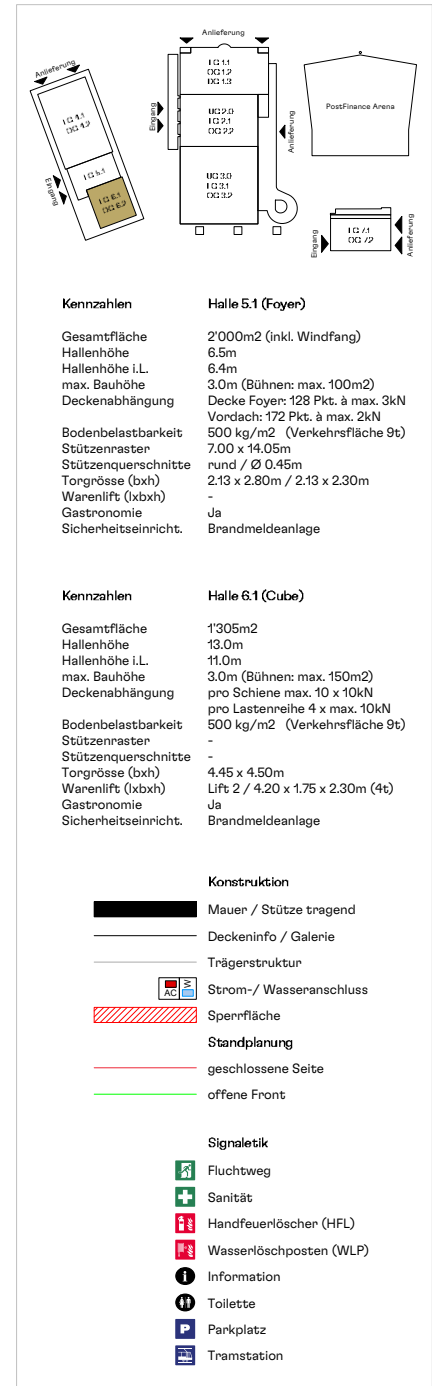 Anlieferung
Anlieferung
EG 4.1
OG 4.2
EG 5.1
EG 6.1
OG 6.2
Eingang
EG 1.1
OG 1.2
OG 1.3
UG 2.0
EG 2.1
OG 2.2
UG 3.0
EG 3.1
OG 3.2
Eingang
Anlieferung
PostFinance Arena
EG 7.1
OG 7.2
Eingang
Anlieferung
Kennzahlen Halle 5.1 (Foyer)
Gesamtfläche 2'000m2 (inkl. Windfang)
Hallenhöhe 6.5m
Hallenhöhe i.L. 6.4m
max. Bauhöhe 3.0m (Bühnen: max. 100m2)
Deckenabhängung Decke Foyer: 128 Pkt. à max. 3kN
Vordach: 172 Pkt. à max. 2kN
Bodenbelastbarkeit 500 kg/m2 (Verkehrsfläche 9t)
Stützenraster 7.00 x 14.05m
Stützenquerschnitte rund / Ø 0.45m
Torgrösse (bxh) 2.13 x 2.80m / 2.13 x 2.30m
Warenlift (lxbxh) -
Gastronomie Ja
Sicherheitseinricht. Brandmeldeanlage
Kennzahlen Halle 6.1 (Cube)
Gesamtfläche 1'305m2
Hallenhöhe 13.0m
Hallenhöhe i.L. 11.0m
max. Bauhöhe 3.0m (Bühnen: max. 150m2)
Deckenabhängung pro Schiene max. 10 x 10kN
pro Lastenreihe 4 x max. 10kN
Bodenbelastbarkeit 500 kg/m2 (Verkehrsfläche 9t)
Stützenraster -
Stützenquerschnitte -
Torgrösse (bxh) 4.45 x 4.50m
Warenlift (lxbxh) Lift 2 / 4.20 x 1.75 x 2.30m (4t)
Gastronomie Ja
Sicherheitseinricht. Brandmeldeanlage
Konstruktion
Mauer / Stütze tragend
Deckeninfo / Galerie
Trägerstruktur
AC W Strom-/ Wasseranschluss
Sperrfläche
Standplanung
geschlossene Seite
offene Front
Signaletik
Fluchtweg
Sanität
Handfeuerlöscher (HFL)
Wasserlöschposten (WLP)
i Information
Toilette
P Parkplatz
Tramstation